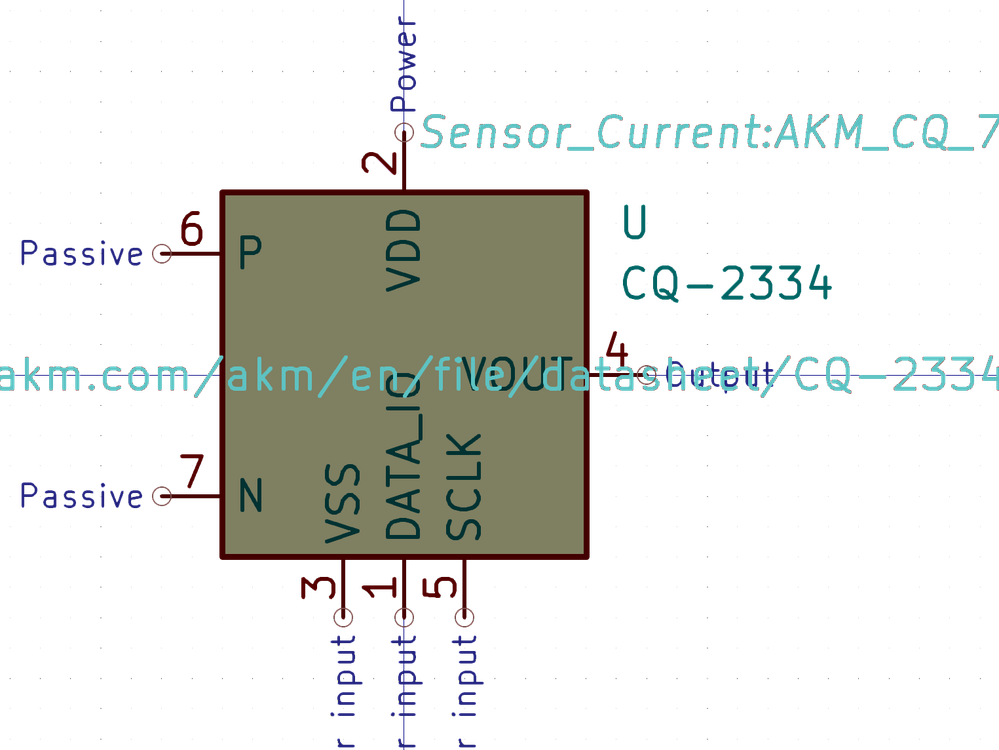 Power
Sensor_Current:AKM_CQ_7
2
U
6
Passive
P
VDD
CQ-2334
4
VOUT
Output
akm.com/akm/en/file/datasheet/CQ-2334
7
Passive
N
VSS
DATA_IO
SCLK
3
1
5
r input
r input
r input